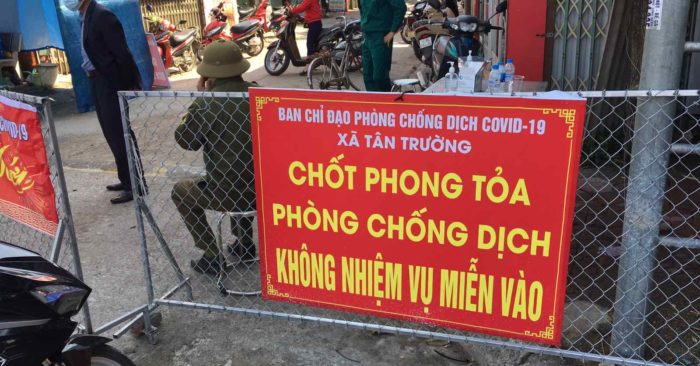 19
BAN CHỈ ĐẠO PHÒNG CHỐNG DỊCH COVID-19
XÃ TÂN TRƯỜNG
CHỐT PHONG TỎA
PHÒNG CHỐNG DỊCH
KHÔNG NHIỆM VỤ MIỄN VÀO